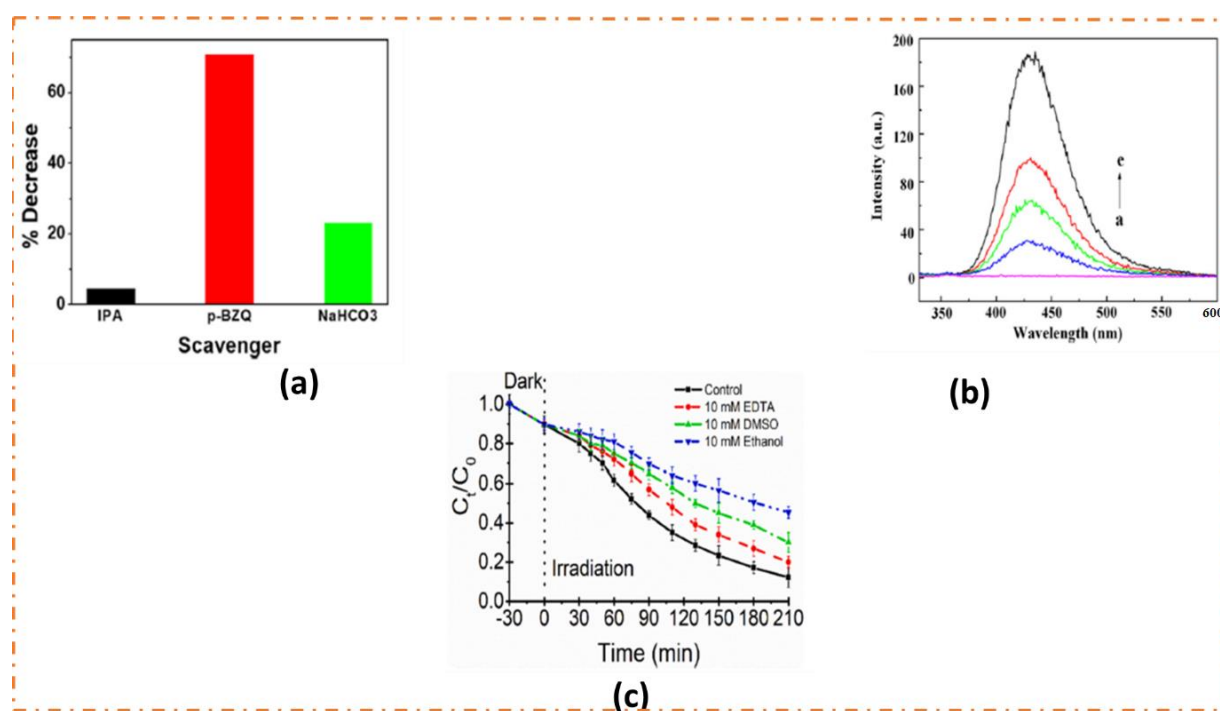 60
40
20
0
% Decrease
IPA p-BZQ NaHCO3
Scavenger
(a)
200
160
120
80
40
0
Intensity (a.u.)
e
a
350 400 450 500 550 600
Wavelength (nm)
(b)
Dark
Control
10 mM EDTA
10 mM DMSO
10 mM Ethanol
1.0
0.8
0.6
0.4
0.2
0.0
Ct/C0
Irradiation
-30 0 30 60 90 120 150 180 210
Time (min)
(c)